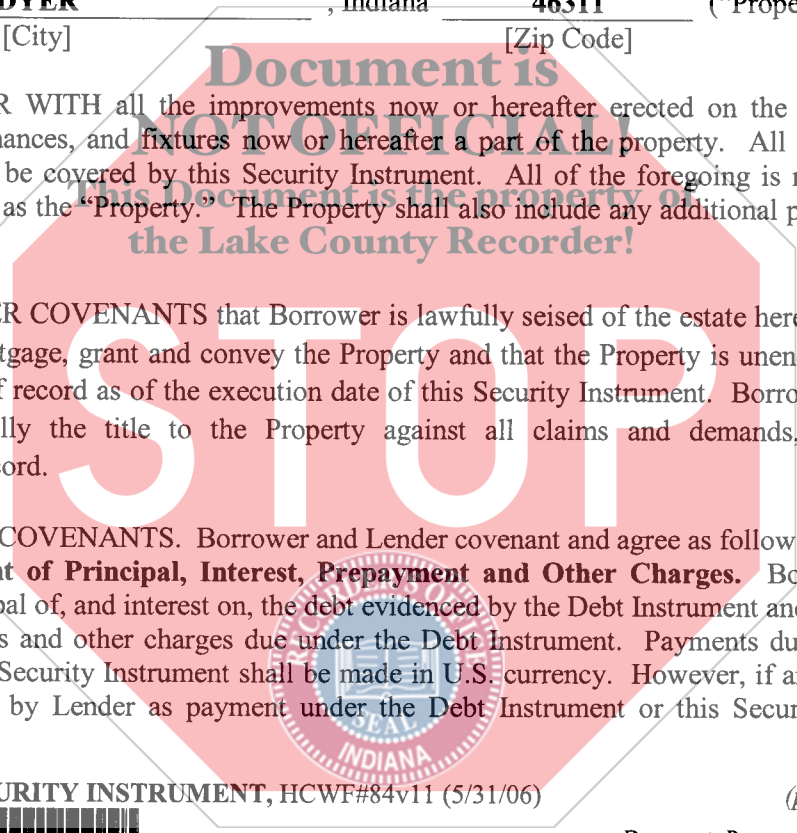 DYER , Indiana 46311 ("Prope
[City] [Zip Code]
Document is
R WITH all the improvements now or hereafter erected on the
NOT OFFICIAL!
nances, and fixtures now or hereafter a part of the property. All
be covered by this Security Instrument. All of the foregoing is
This Document is the property of
as the “Property.” The Property shall also include any additional p
the Lake County Recorder!
ER COVENANTS that Borrower is lawfully seised of the estate here
tgage, grant and convey the Property and that the Property is unen
f record as of the execution date of this Security Instrument. Borro
lly the title to the Property against all claims and demands,
ord.
STOP
COVENANTS. Borrower and Lender covenant and agree as follow
t of Principal, Interest, Prepayment and Other Charges. Bo
pal of, and interest on, the debt evidenced by the Debt Instrument and
s and other charges due under the Debt Instrument. Payments du
Security Instrument shall be made in U.S. currency. However, if a
by Lender as payment under the Debt Instrument or this Secur
RECORDER'S OFFICE
SEAL
INDIANA
URITY INSTRUMENT, HCWF#84v11 (5/31/06)